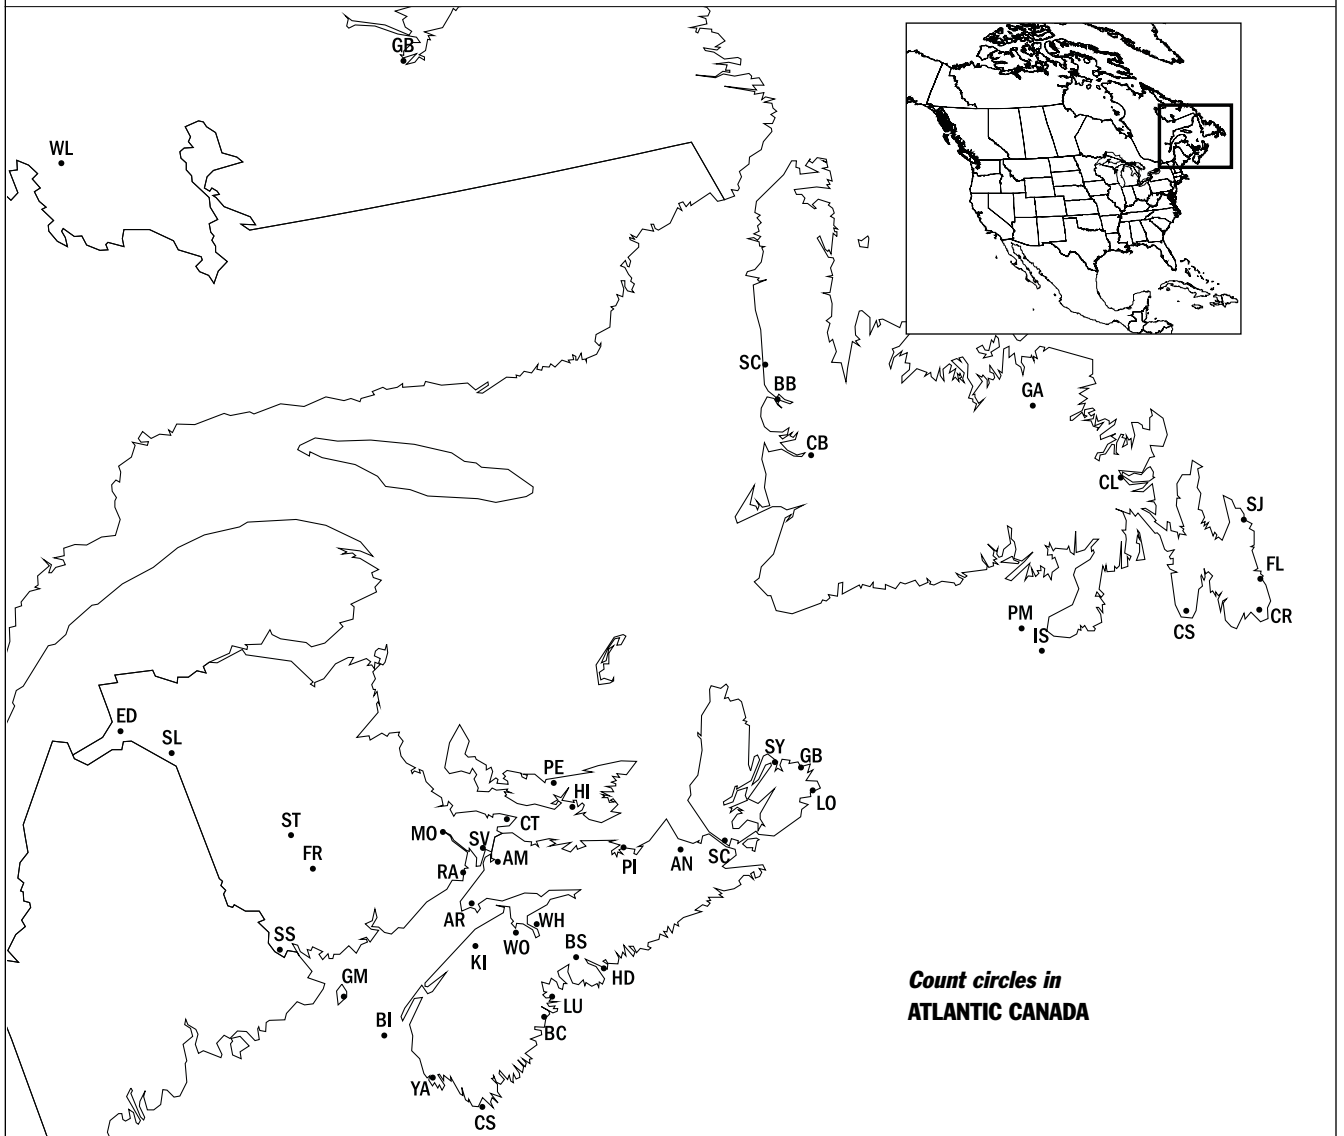 GB
WL
SC
BB
GA
CB
CL
SJ
FL
PM
IS
CS
CR
ED
SL
SY
GB
PE
HI
LO
ST
MO
SV
CT
FR
RA
AM
PI
AN
SC
AR
WH
WO
SS
KI
BS
GM
HD
Count circles in
LU
ATLANTIC CANADA
BI
BC
YA
CS